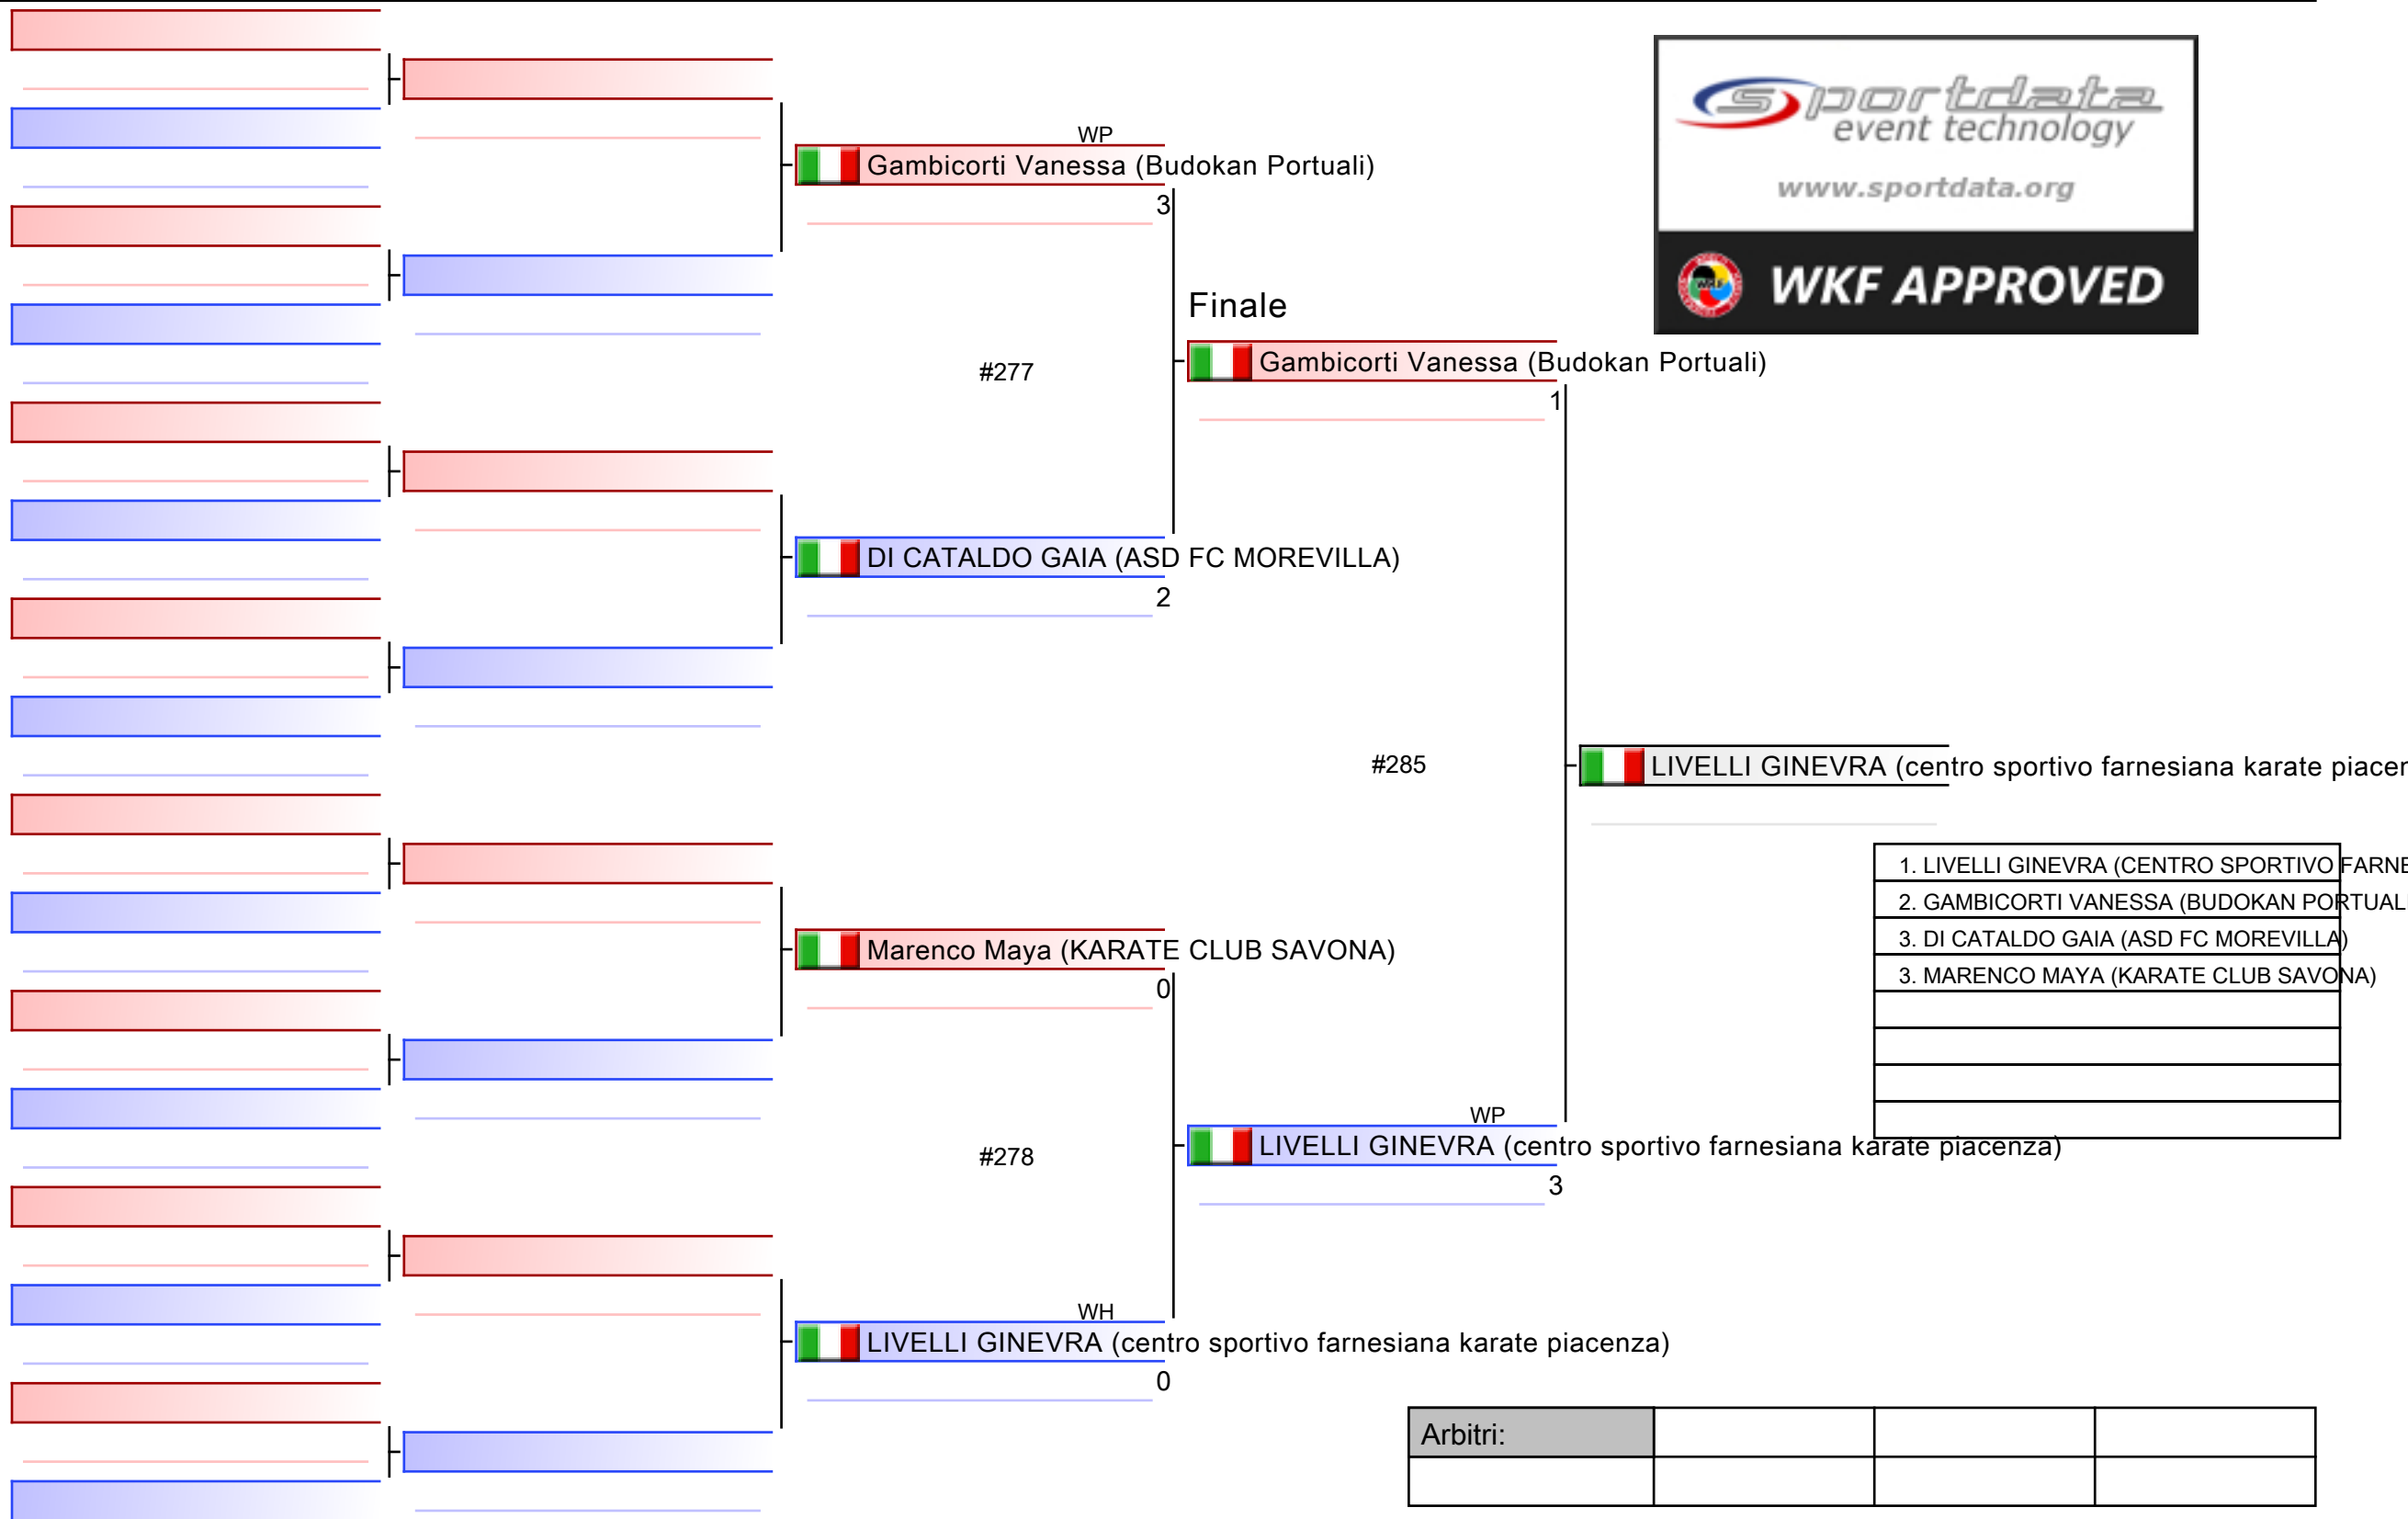 sportdata
event technology
www.sportdata.org
WKF APPROVED
WP
Gambicorti Vanessa (Budokan Portuali)
3
Finale
#277
Gambicorti Vanessa (Budokan Portuali)
1
DI CATALDO GAIA (ASD FC MOREVILLA)
2
#285
LIVELLI GINEVRA (centro sportivo farnesiana karate piacen
1. LIVELLI GINEVRA (CENTRO SPORTIVO FARNE
2. GAMBICORTI VANESSA (BUDOKAN PORTUALI
3. DI CATALDO GAIA (ASD FC MOREVILLA)
3. MARENCO MAYA (KARATE CLUB SAVONA)
Marenco Maya (KARATE CLUB SAVONA)
0
WP
#278
LIVELLI GINEVRA (centro sportivo farnesiana karate piacenza)
3
WH
LIVELLI GINEVRA (centro sportivo farnesiana karate piacenza)
0
Arbitri: